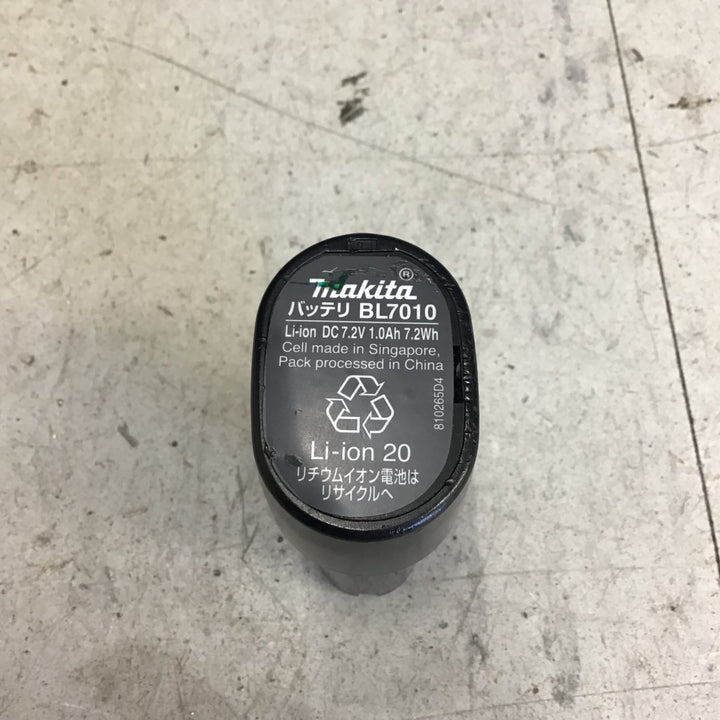 makita®
バッテリ BL7010
Li-ion DC 7.2V 1.0Ah 7.2Wh
Cell made in Singapore,
Pack processed in China
810265D4
Li-ion 20
リチウムイオン電池は
リサイクルへ